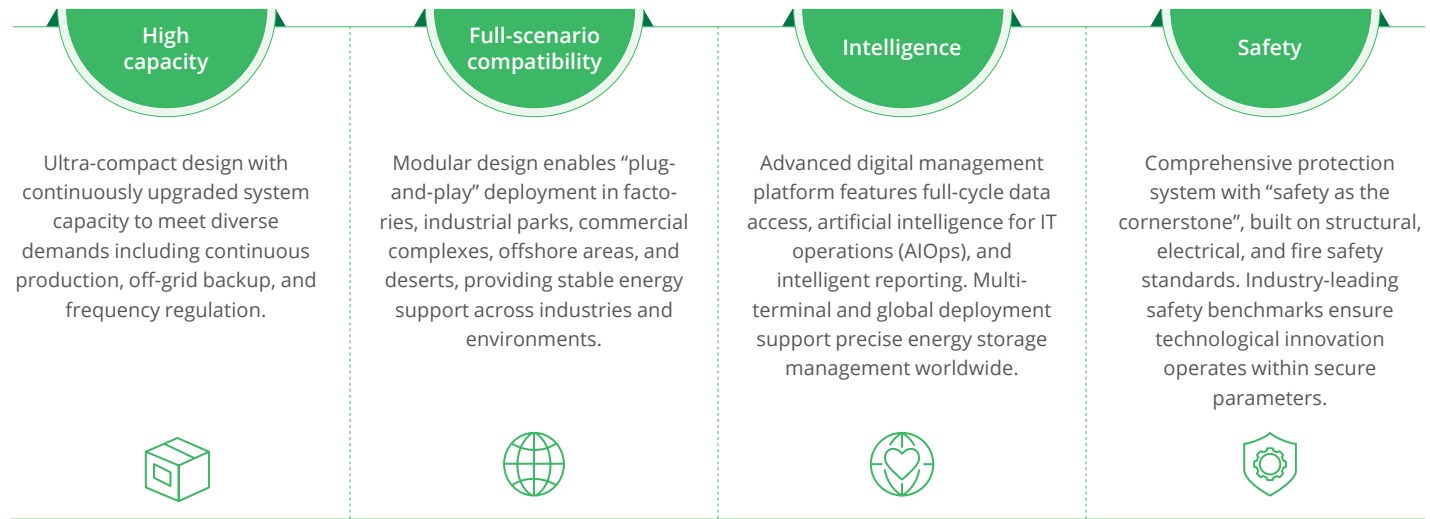 High
capacity
Ultra-compact design with
continuously upgraded system
capacity to meet diverse
demands including continuous
production, off-grid backup, and
frequency regulation.
Full-scenario
compatibility
Modular design enables “plug-
and-play” deployment in facto-
ries, industrial parks, commercial
complexes, offshore areas, and
deserts, providing stable energy
support across industries and
environments.
Intelligence
Advanced digital management
platform features full-cycle data
access, artificial intelligence for IT
operations (AIOps), and
intelligent reporting. Multi-
terminal and global deployment
support precise energy storage
management worldwide.
Safety
Comprehensive protection
system with “safety as the
cornerstone”, built on structural,
electrical, and fire safety
standards. Industry-leading
safety benchmarks ensure
technological innovation
operates within secure
parameters.